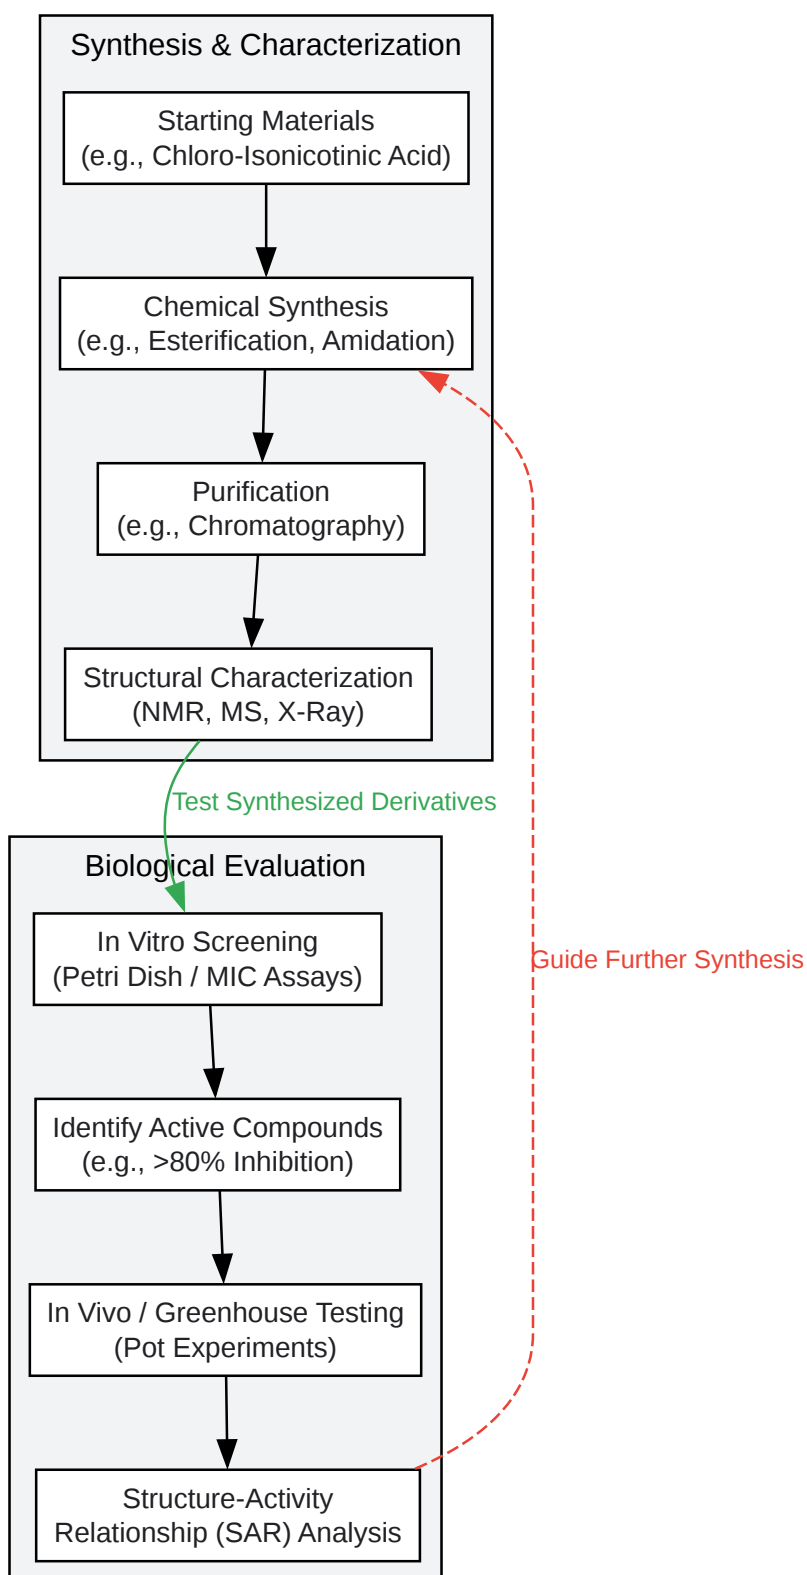 Synthesis & Characterization
Starting Materials
(e.g., Chloro-Isonicotinic Acid)
Chemical Synthesis
(e.g., Esterification, Amidation)
Purification
(e.g., Chromatography)
Structural Characterization
(NMR, MS, X-Ray)
Test Synthesized Derivatives
Biological Evaluation
In Vitro Screening
(Petri Dish / MIC Assays)
Guide Further Synthesis
Identify Active Compounds
(e.g., >80% Inhibition)
In Vivo / Greenhouse Testing
(Pot Experiments)
Structure-Activity
Relationship (SAR) Analysis